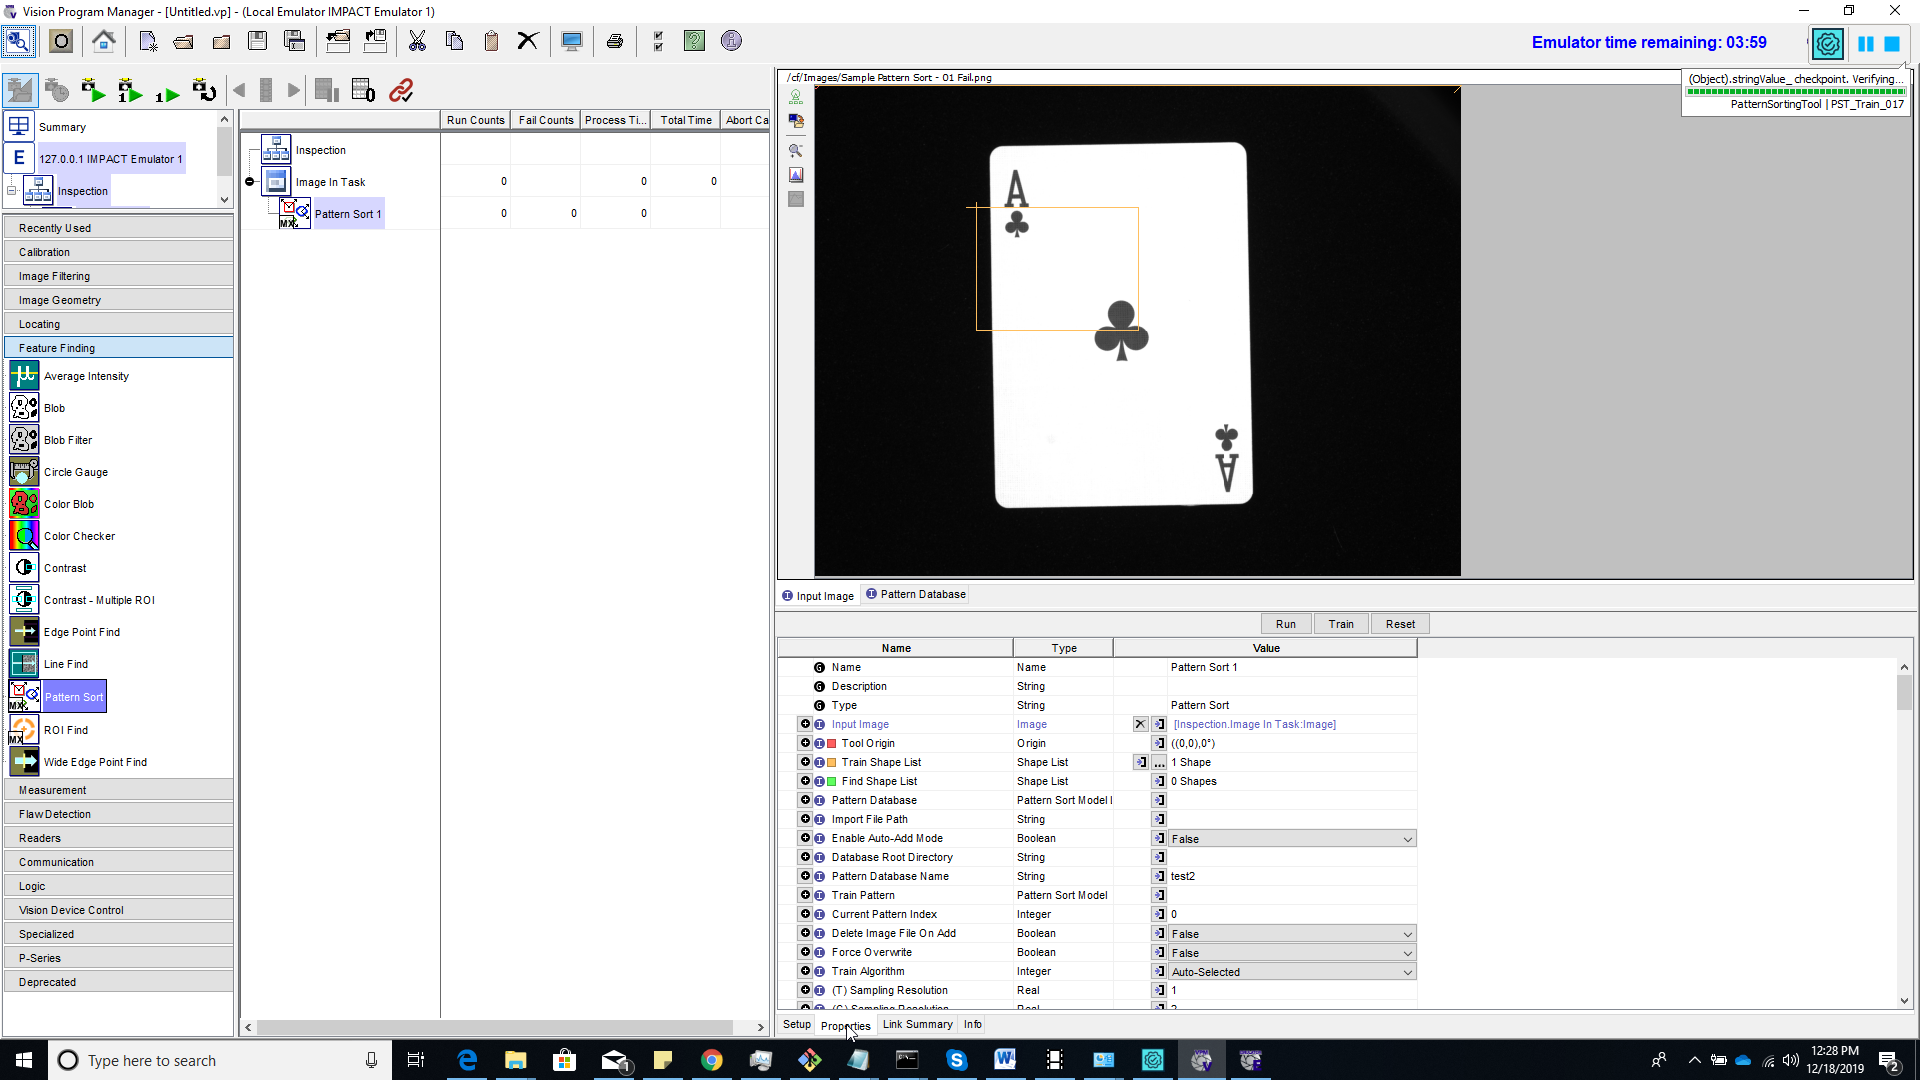 Vision Program Manager - [Untitled.vp] - (Local Emulator IMPACT Emulator 1)
Emulator time remaining: 03:59
(Object).stringValue_ checkpoint. Verifying...
PatternSortingTool | PST_Train_017
Summary
E 127.0.0.1 IMPACT Emulator 1
Inspection
Recently Used
Calibration
Image Filtering
Image Geometry
Locating
Feature Finding
Average Intensity
Blob
Blob Filter
Circle Gauge
Color Blob
Color Checker
Contrast
Contrast - Multiple ROI
Edge Point Find
Line Find
MX Pattern Sort
MX ROI Find
Wide Edge Point Find
Measurement
Flaw Detection
Readers
Communication
Logic
Vision Device Control
Specialized
P-Series
Deprecated
Run Counts Fail Counts Process Ti... Total Time Abort Ca
Inspection
Image In Task 0 0 0
MX Pattern Sort 1 0 0 0
/cf/Images/Sample Pattern Sort - 01 Fail.png
A
A
Input Image Pattern Database
Run Train Reset
Name Type Value
Name Name Pattern Sort 1
Description String
Type String Pattern Sort
Input Image Image [Inspection.Image In Task:Image]
Tool Origin Origin ((0,0),0°)
Train Shape List Shape List ... 1 Shape
Find Shape List Shape List 0 Shapes
Pattern Database Pattern Sort Model
Import File Path String
Enable Auto-Add Mode Boolean False
Database Root Directory String
Pattern Database Name String test2
Train Pattern Pattern Sort Model
Current Pattern Index Integer 0
Delete Image File On Add Boolean False
Force Overwrite Boolean False
Train Algorithm Integer Auto-Selected
(T) Sampling Resolution Real 1
Setup Properties Link Summary Info
Type here to search
12:28 PM
12/18/2019